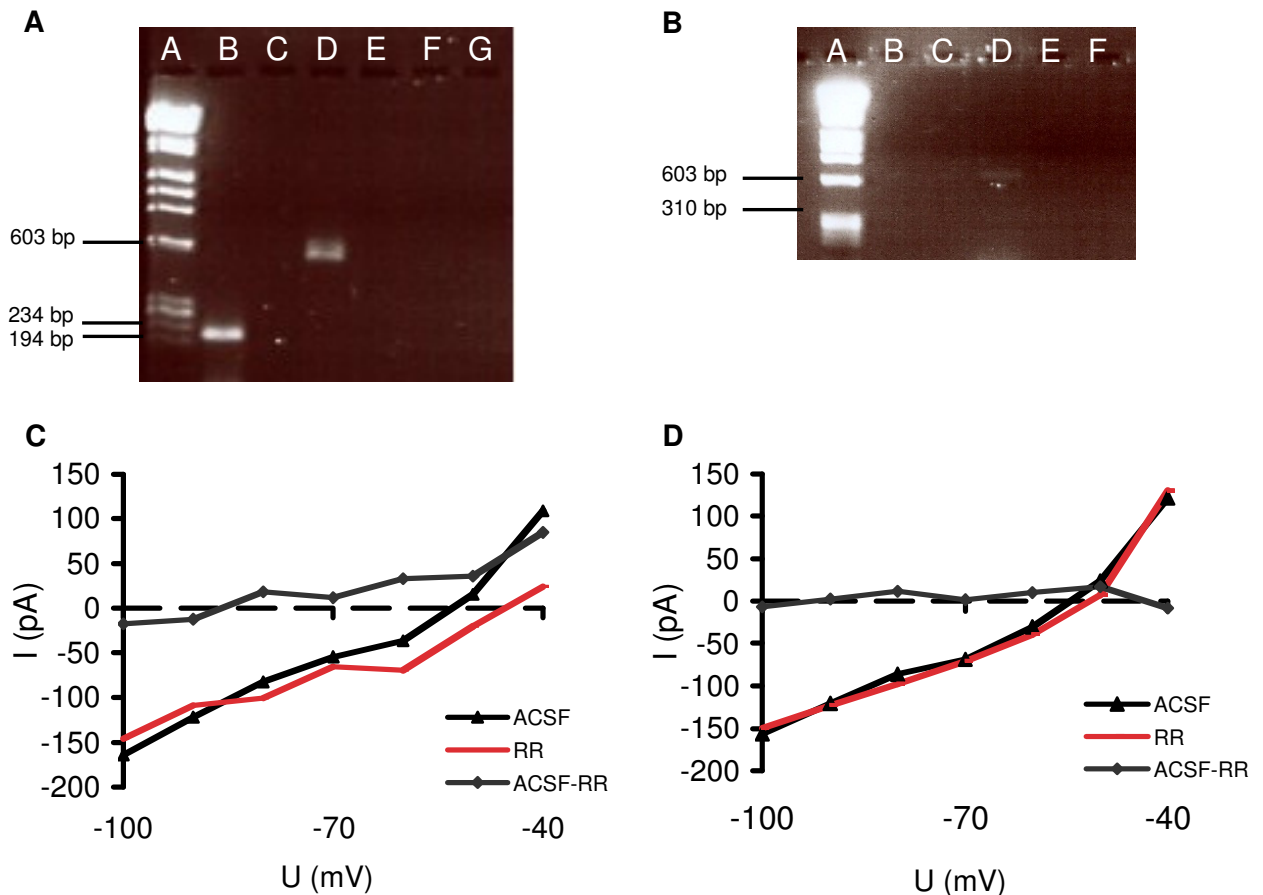 A
A B C D E F G
603 bp
234 bp
194 bp
B
A B C D E F
603 bp
310 bp
C
150
100
50
0
-50
-100
-150
-200
I (pA)
ACSF
RR
ACSF-RR
-100 -70 -40
U (mV)
D
150
100
50
0
-50
-100
-150
-200
I (pA)
ACSF
RR
ACSF-RR
-100 -70 -40
U (mV)